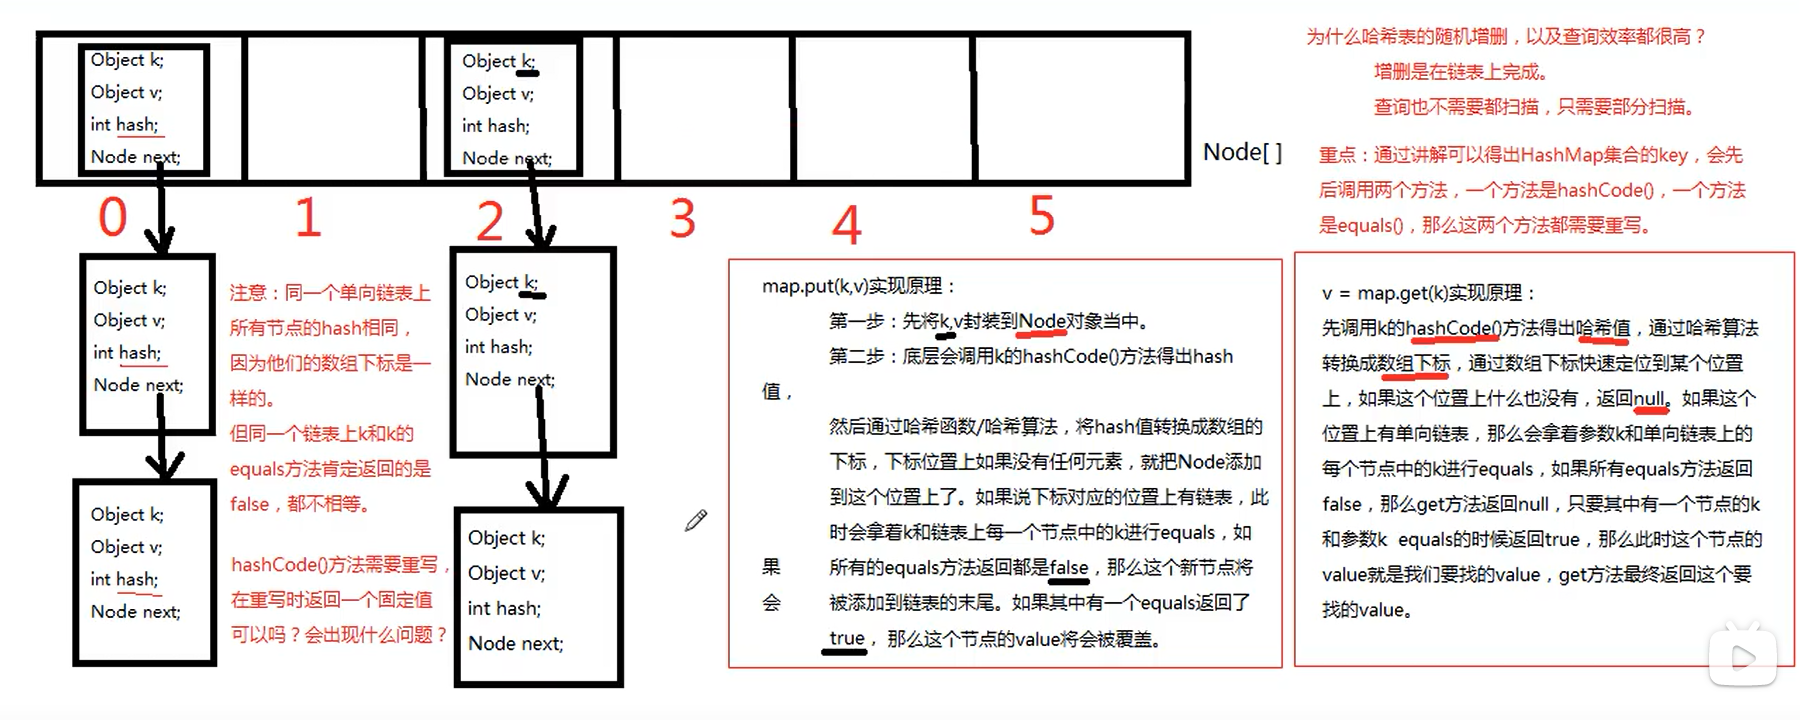 Object k;
Object v;
int hash;
Node next;
Object k;
Object v;
int hash;
Node next;
Node[ ]
0
1
2
3
4
5
Object k;
Object v;
int hash;
Node next;
Object k;
Object v;
int hash;
Node next;
Object k;
Object v;
int hash;
Node next;
Object k;
Object v;
int hash;
Node next;
注意：同一个单向链表上
所有节点的hash相同，
因为他们的数组下标是一
样的。
但同一个链表上k和k的
equals方法肯定返回的是
false，都不相等。
hashCode()方法需要重写，
在重写时返回一个固定值
可以吗？会出现什么问题？
为什么哈希表的随机增删，以及查询效率都很高？
增删是在链表上完成。
查询也不需要都扫描，只需要部分扫描。
重点：通过讲解可以得出HashMap集合的key，会先
后调用两个方法，一个方法是hashCode()，一个方法
是equals()，那么这两个方法都需要重写。
map.put(k,v)实现原理：
第一步：先将k,v封装到Node对象当中。
第二步：底层会调用k的hashCode()方法得出hash
值，
然后通过哈希函数/哈希算法，将hash值转换成数组的
下标，下标位置上如果没有任何元素，就把Node添加
到这个位置上了。如果说下标对应的位置上有链表，此
时会拿着k和链表上每一个节点中的k进行equals，如
果 所有的equals方法返回都是false，那么这个新节点将
会 被添加到链表的末尾。如果其中有一个equals返回了
true，那么这个节点的value将会被覆盖。
v = map.get(k)实现原理：
先调用k的hashCode()方法得出哈希值，通过哈希算法
转换成数组下标，通过数组下标快速定位到某个位置
上，如果这个位置上什么也没有，返回null。如果这个
位置上有单向链表，那么会拿着参数k和单向链表上的
每个节点中的k进行equals，如果所有equals方法返回
false，那么get方法返回null，只要其中有一个节点的k
和参数k equals的时候返回true，那么此时这个节点的
value就是我们要找的value，get方法最终返回这个要
找的value。